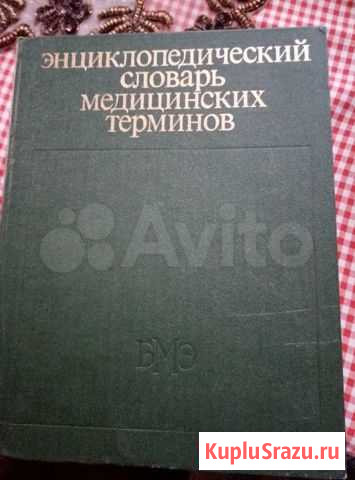 энциклопедический
словарь
медицинских
терминов
Avito
БМЭ
KupluSrazu.ru